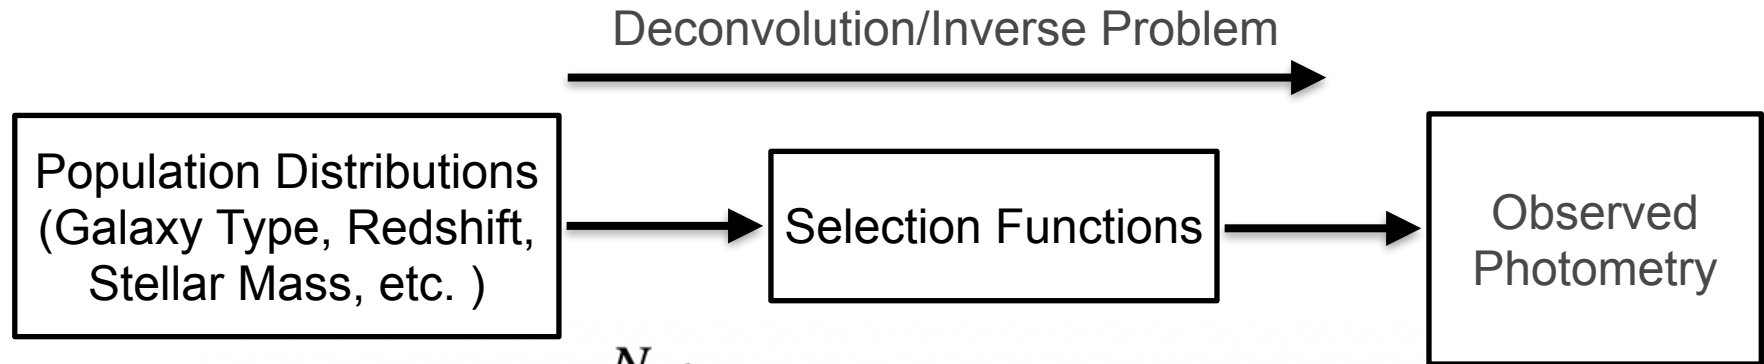 Deconvolution/Inverse Problem
Population Distributions
(Galaxy Type, Redshift,
Stellar Mass, etc. )
Selection Functions
Observed
Photometry
N